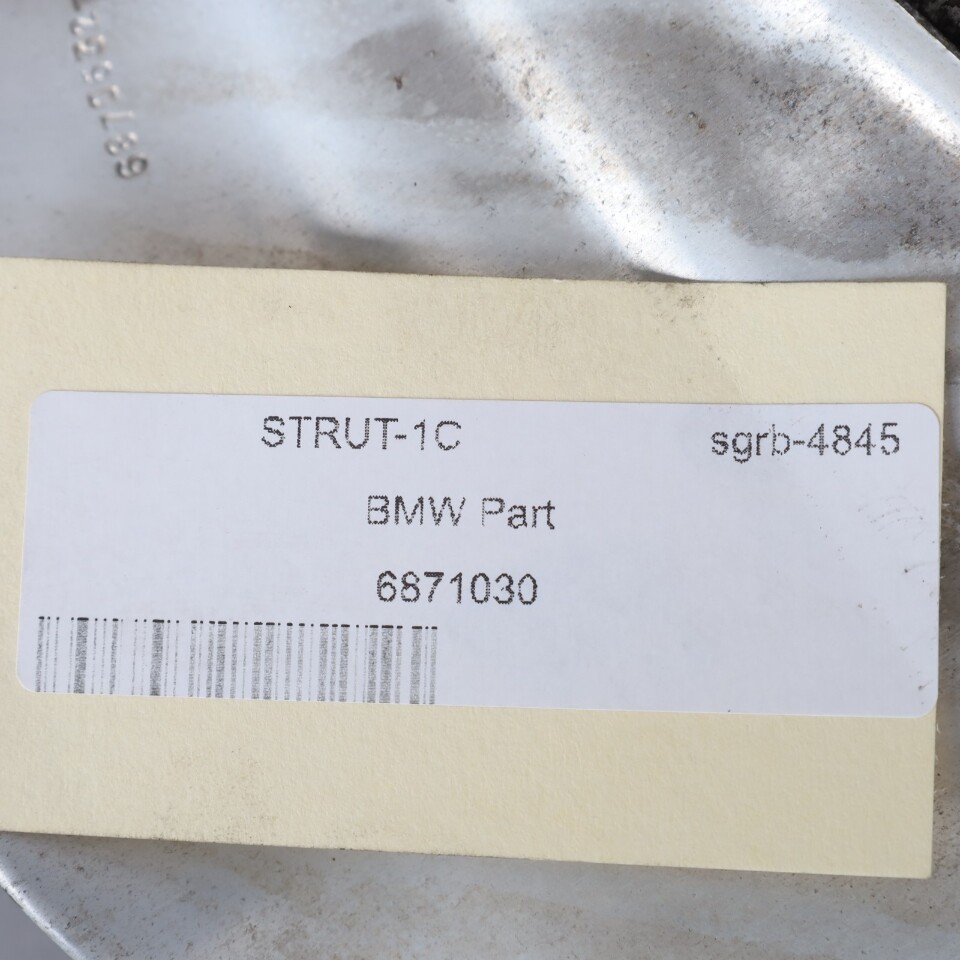 STRUT-1C sgrb-4845
BMW Part
6871030